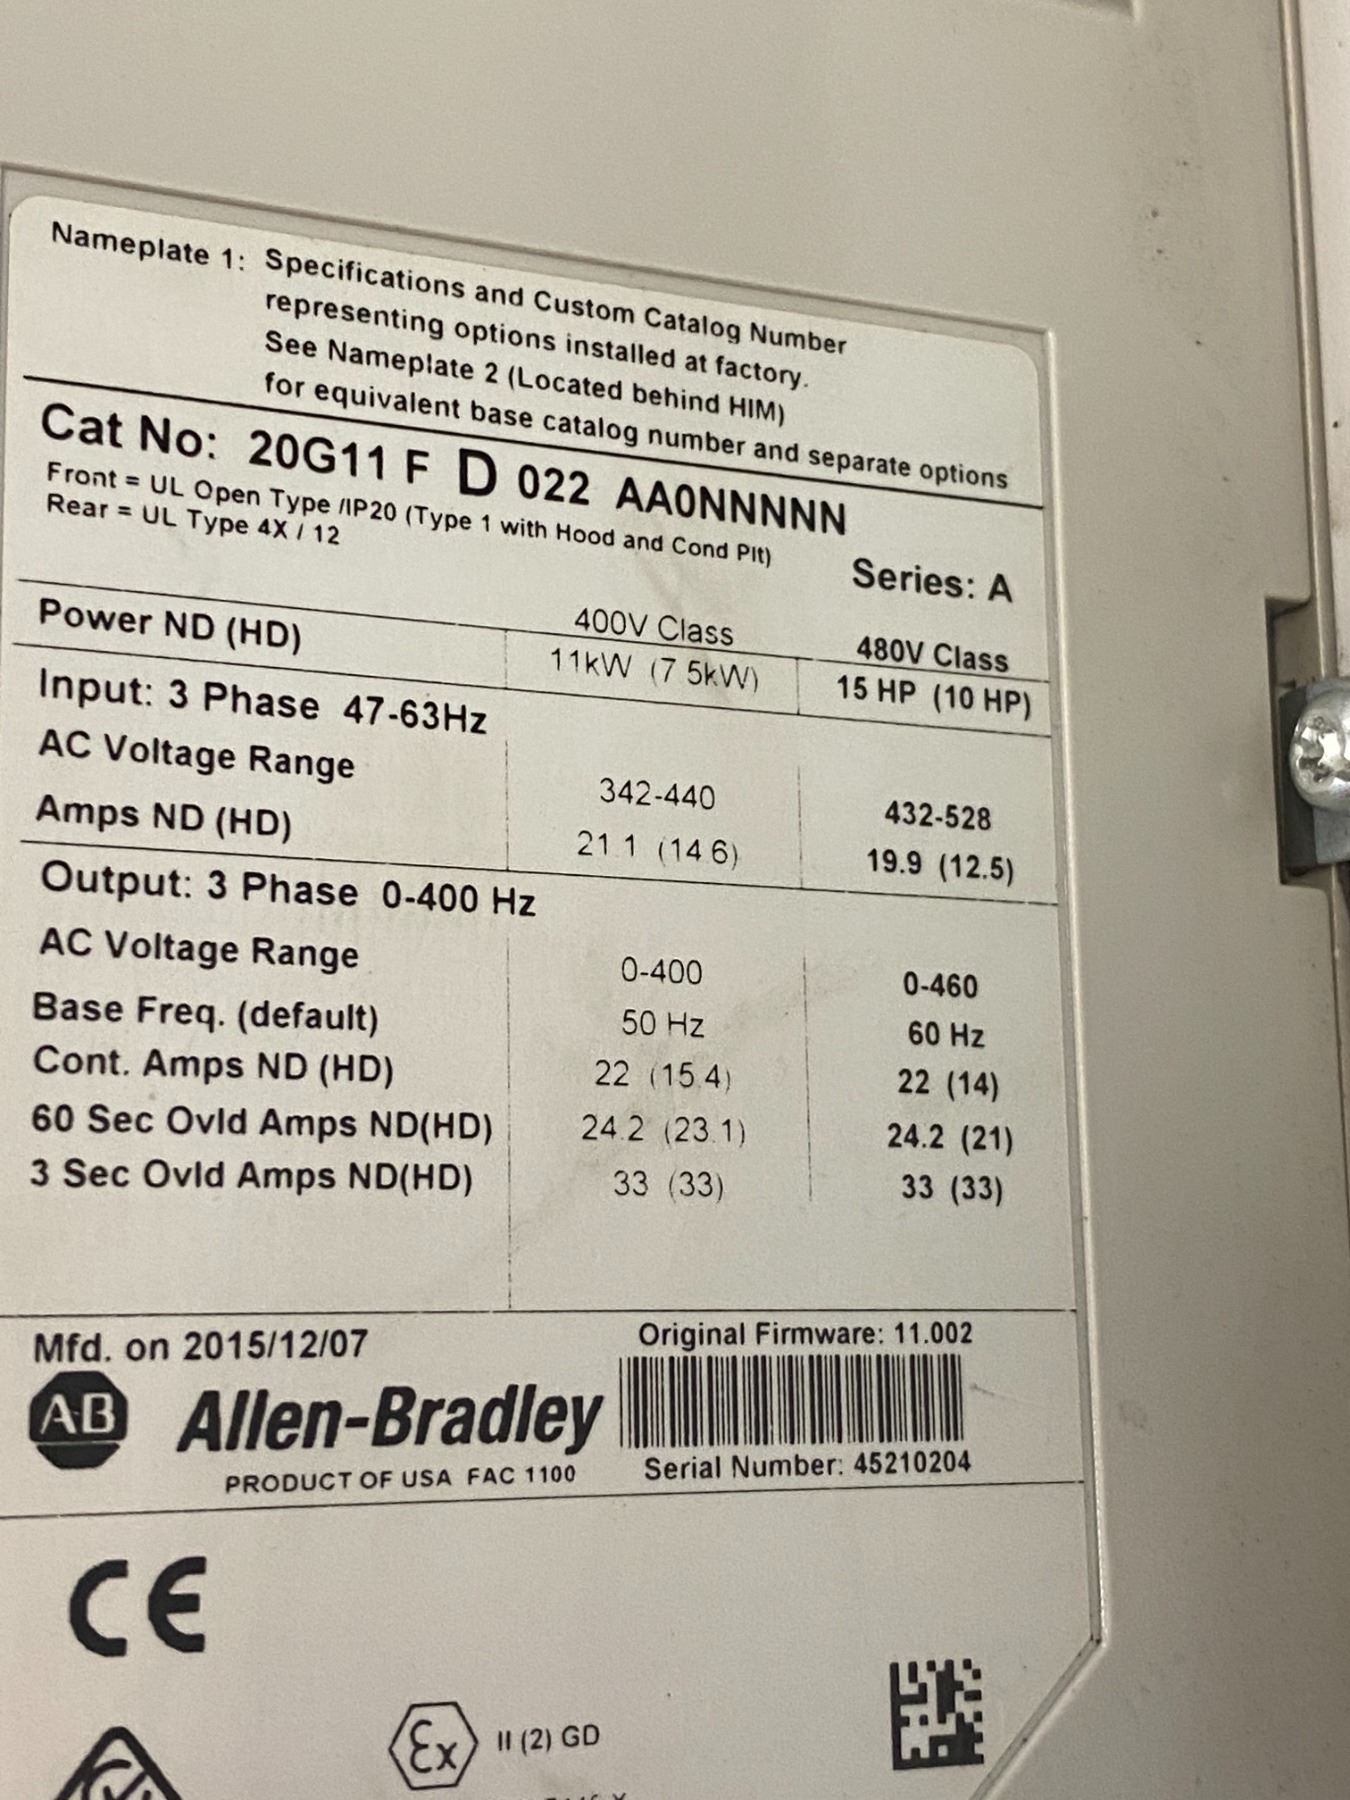 Nameplate 1: Specifications and Custom Catalog Number
representing options installed at factory.
See Nameplate 2 (Located behind HIM)
for equivalent base catalog number and separate options
Cat No: 20G11 F D 022 AA0NNNNN
Front = UL Open Type /IP20 (Type 1 with Hood and Cond Plt)
Rear = UL Type 4X / 12
Series: A
400V Class 480V Class
Power ND (HD) 11kW (7 5kW) 15 HP (10 HP)
Input: 3 Phase 47-63Hz
AC Voltage Range 342-440 432-528
Amps ND (HD) 21 1 (14 6) 19.9 (12.5)
Output: 3 Phase 0-400 Hz
AC Voltage Range 0-400 0-460
Base Freq. (default) 50 Hz 60 Hz
Cont. Amps ND (HD) 22 (15 4) 22 (14)
60 Sec Ovld Amps ND(HD) 24.2 (23.1) 24.2 (21)
3 Sec Ovld Amps ND(HD) 33 (33) 33 (33)
Mfd. on 2015/12/07 Original Firmware: 11.002
AB Allen-Bradley
PRODUCT OF USA FAC 1100 Serial Number: 45210204
CE
Ex II (2) GD